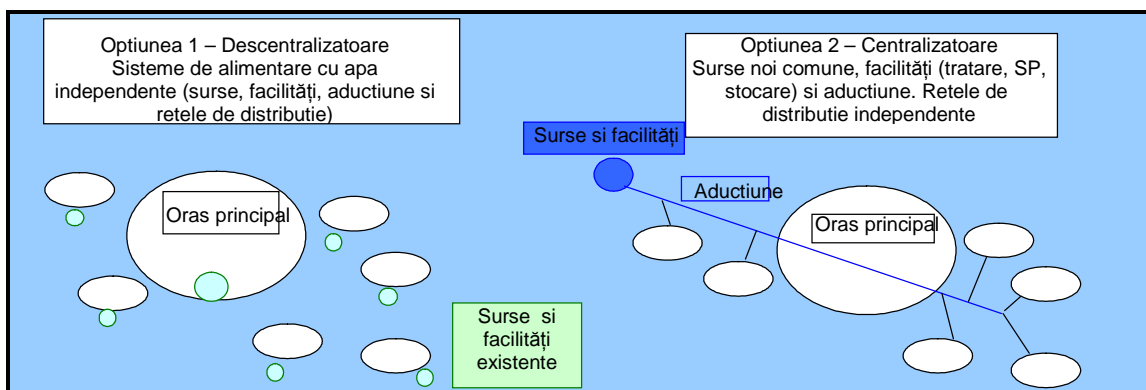 Optiunea 1 – Descentralizatoare
Sisteme de alimentare cu apa
independente (surse, facilități, aductiune si
retele de distributie)
Optiunea 2 – Centralizatoare
Surse noi comune, facilități (tratare, SP,
stocare) si aductiune. Retele de
distributie independente
Surse si facilități
Aductiune
Oras principal
Oras principal
Surse si
facilități
existente